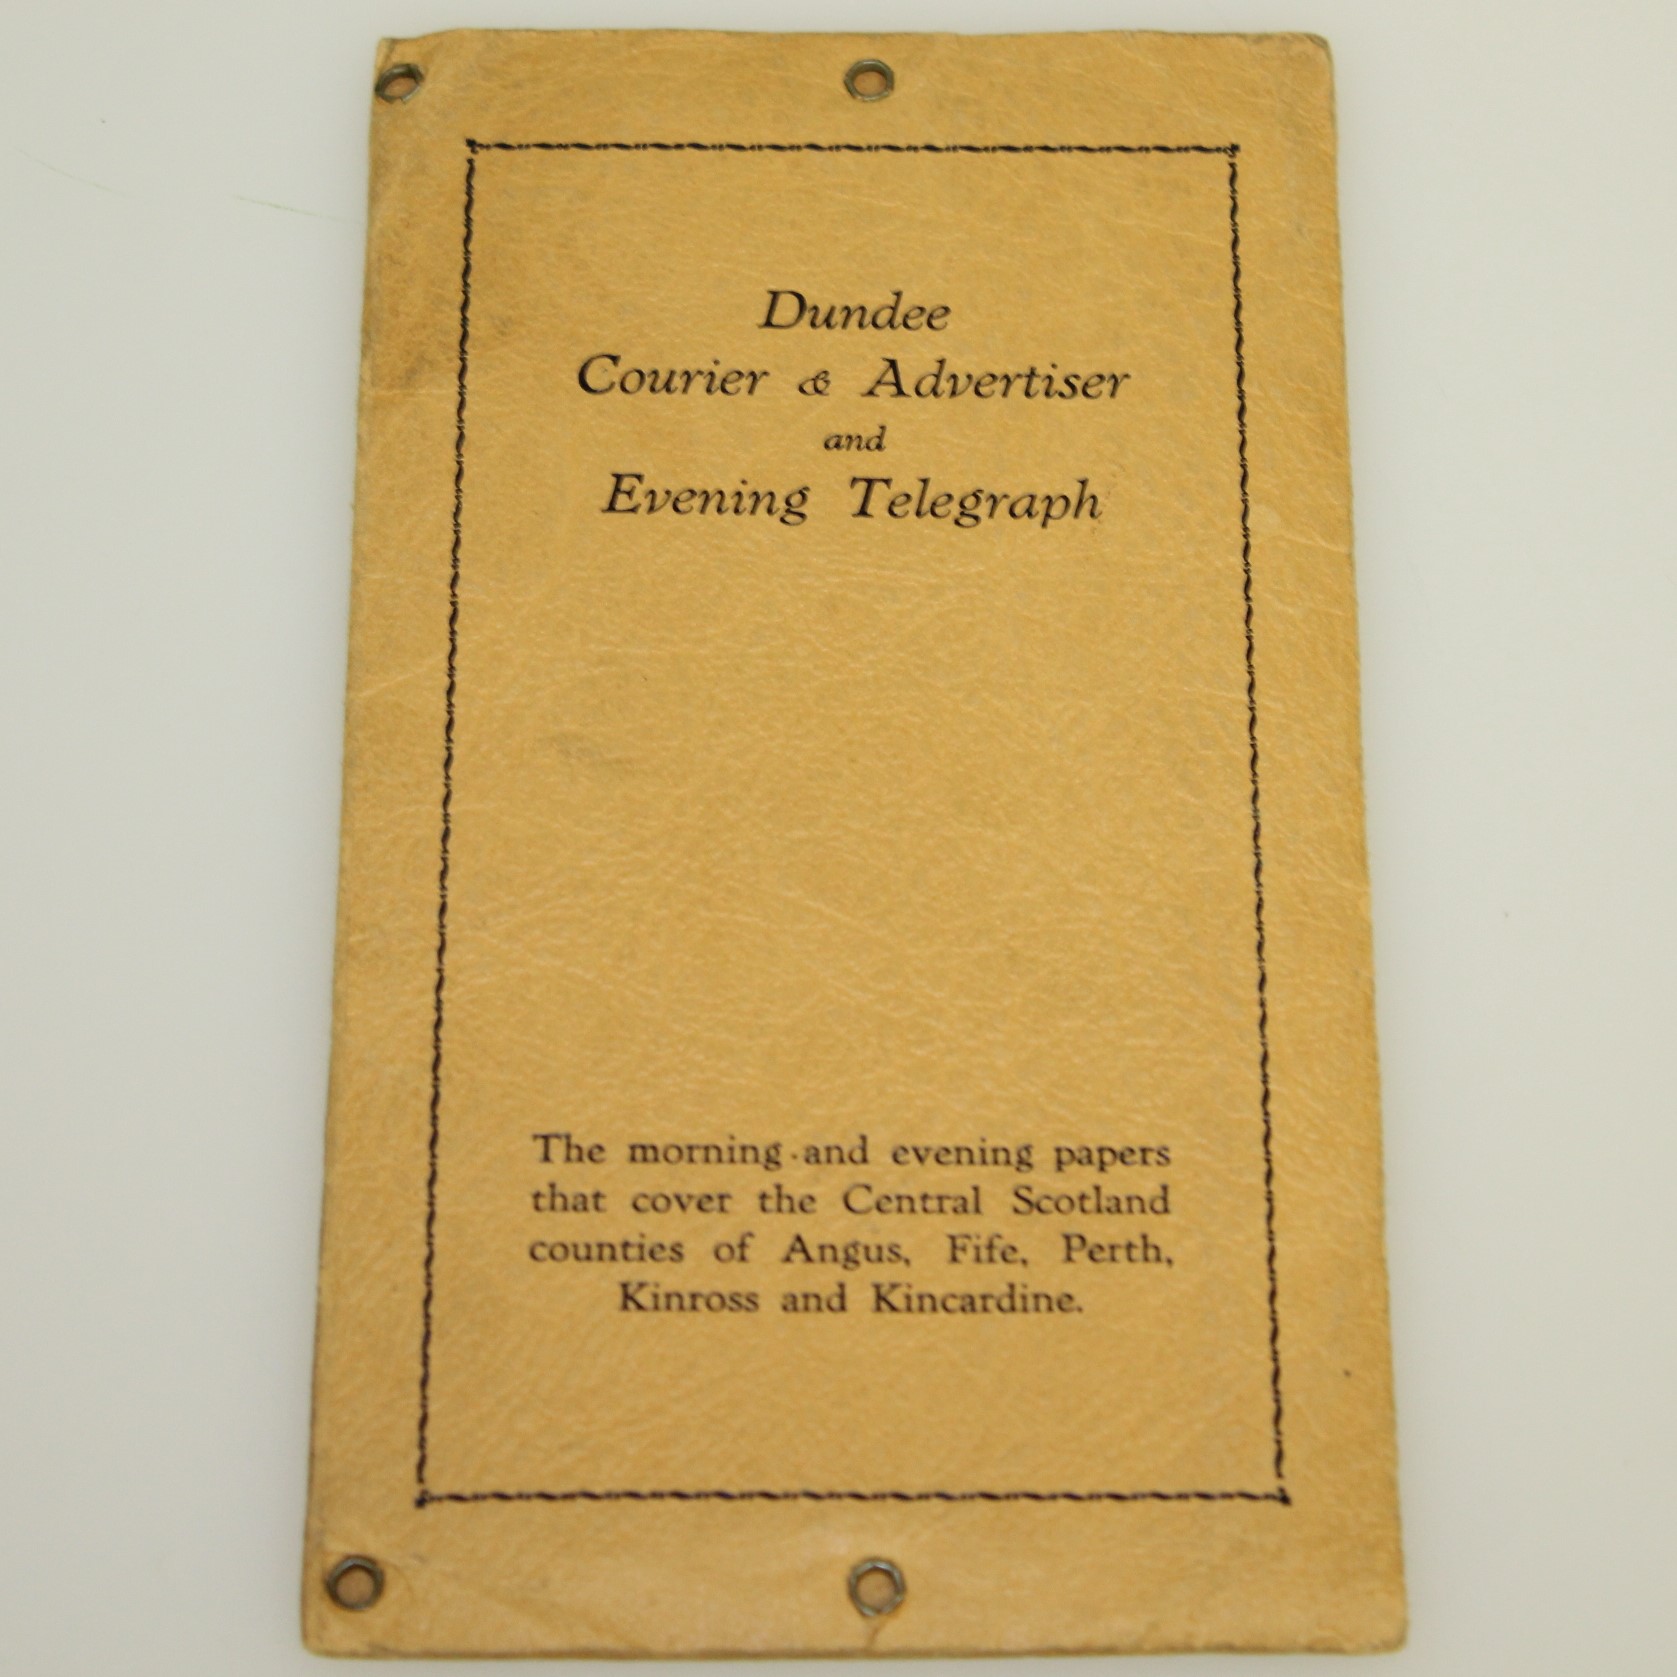 Dundee
Courier & Advertiser
and
Evening Telegraph
The morning and evening papers
that cover the Central Scotland
counties of Angus, Fife, Perth,
Kinross and Kincardine.